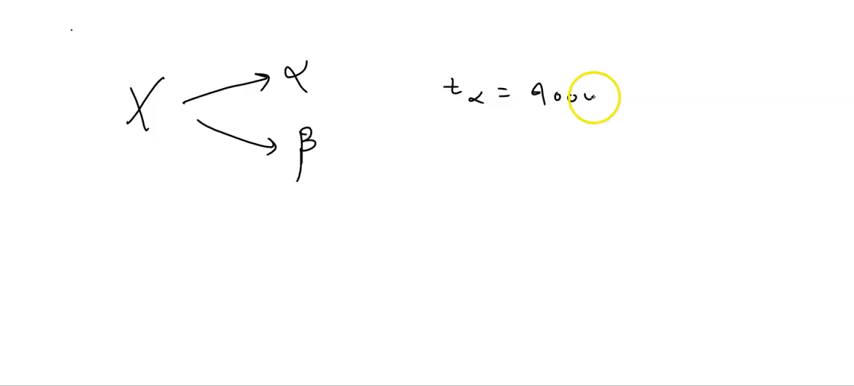 X → α
→ β
t_α = 9000